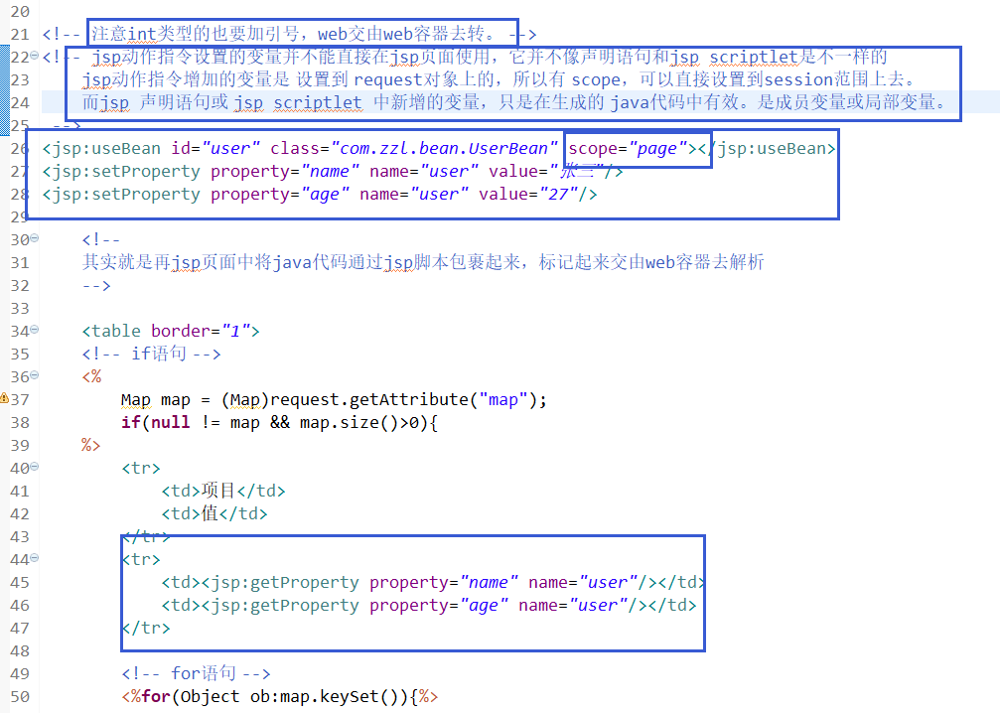 20
21 <!-- 注意int类型的也要加引号，web交由web容器去转。 -->
22 <!-- jsp动作指令设置的变量并不能直接在jsp页面使用，它并不像声明语句和jsp scriptlet是不一样的
23 jsp动作指令增加的变量是 设置到 request对象上的，所以有 scope，可以直接设置到session范围上去。
24 而jsp 声明语句或 jsp scriptlet 中新增的变量，只是在生成的 java代码中有效。是成员变量或局部变量。
25 -->
26 <jsp:useBean id="user" class="com.zzl.bean.UserBean" scope="page"></jsp:useBean>
27 <jsp:setProperty property="name" name="user" value="张三"/>
28 <jsp:setProperty property="age" name="user" value="27"/>
29
30 <!--
31 其实就是再jsp页面中将java代码通过jsp脚本包裹起来，标记起来交由web容器去解析
32 -->
33
34 <table border="1">
35 <!-- if语句 -->
36 <%
37 Map map = (Map)request.getAttribute("map");
38 if(null != map && map.size()>0){
39 %>
40 <tr>
41 <td>项目</td>
42 <td>值</td>
43 </tr>
44 <tr>
45 <td><jsp:getProperty property="name" name="user"/></td>
46 <td><jsp:getProperty property="age" name="user"/></td>
47 </tr>
48
49 <!-- for语句 -->
50 <%for(Object ob:map.keySet()){%>